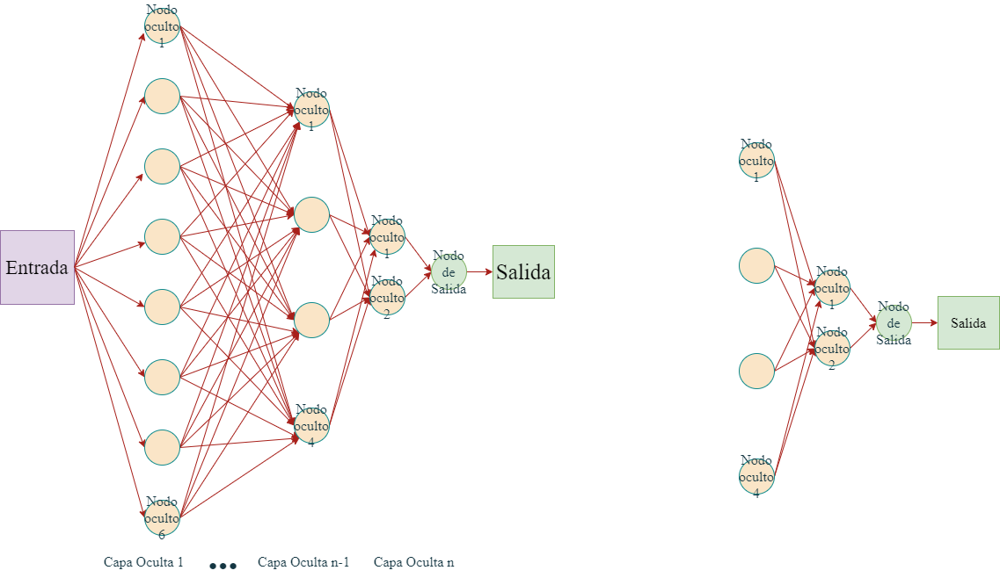 Nodo
oculto
1
Nodo
oculto
1
Nodo
oculto
1
Nodo
oculto
2
Nodo
oculto
4
Nodo
oculto
6
Entrada
Nodo
de
Salida
Salida
Capa Oculta 1
•••
Capa Oculta n-1
Capa Oculta n
Nodo
oculto
1
Nodo
oculto
1
Nodo
oculto
2
Nodo
oculto
4
Nodo
de
Salida
Salida